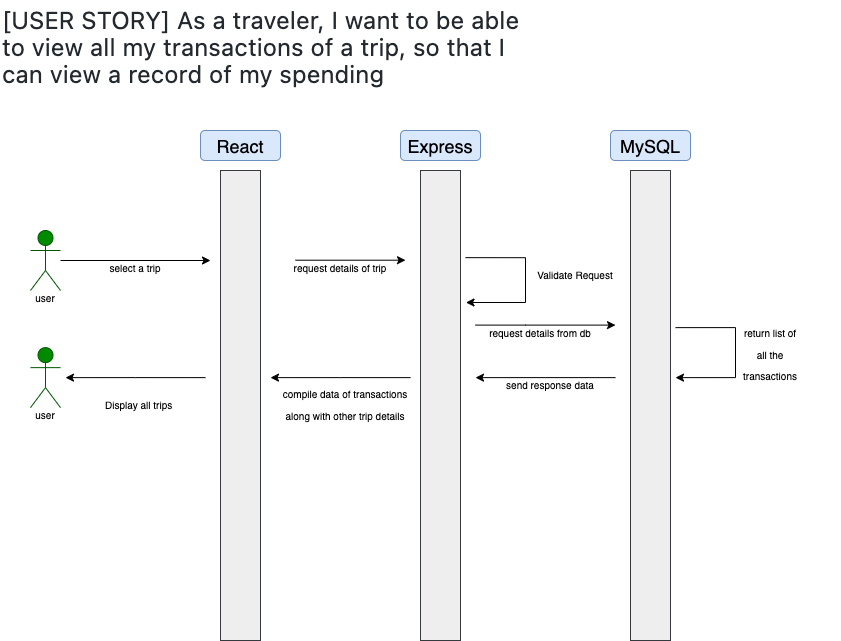 [USER STORY] As a traveler, I want to be able
to view all my transactions of a trip, so that I
can view a record of my spending
React
Express
MySQL
select a trip
request details of trip
Validate Request
user
request details from db
return list of
all the
transactions
send response data
compile data of transactions
along with other trip details
Display all trips
user